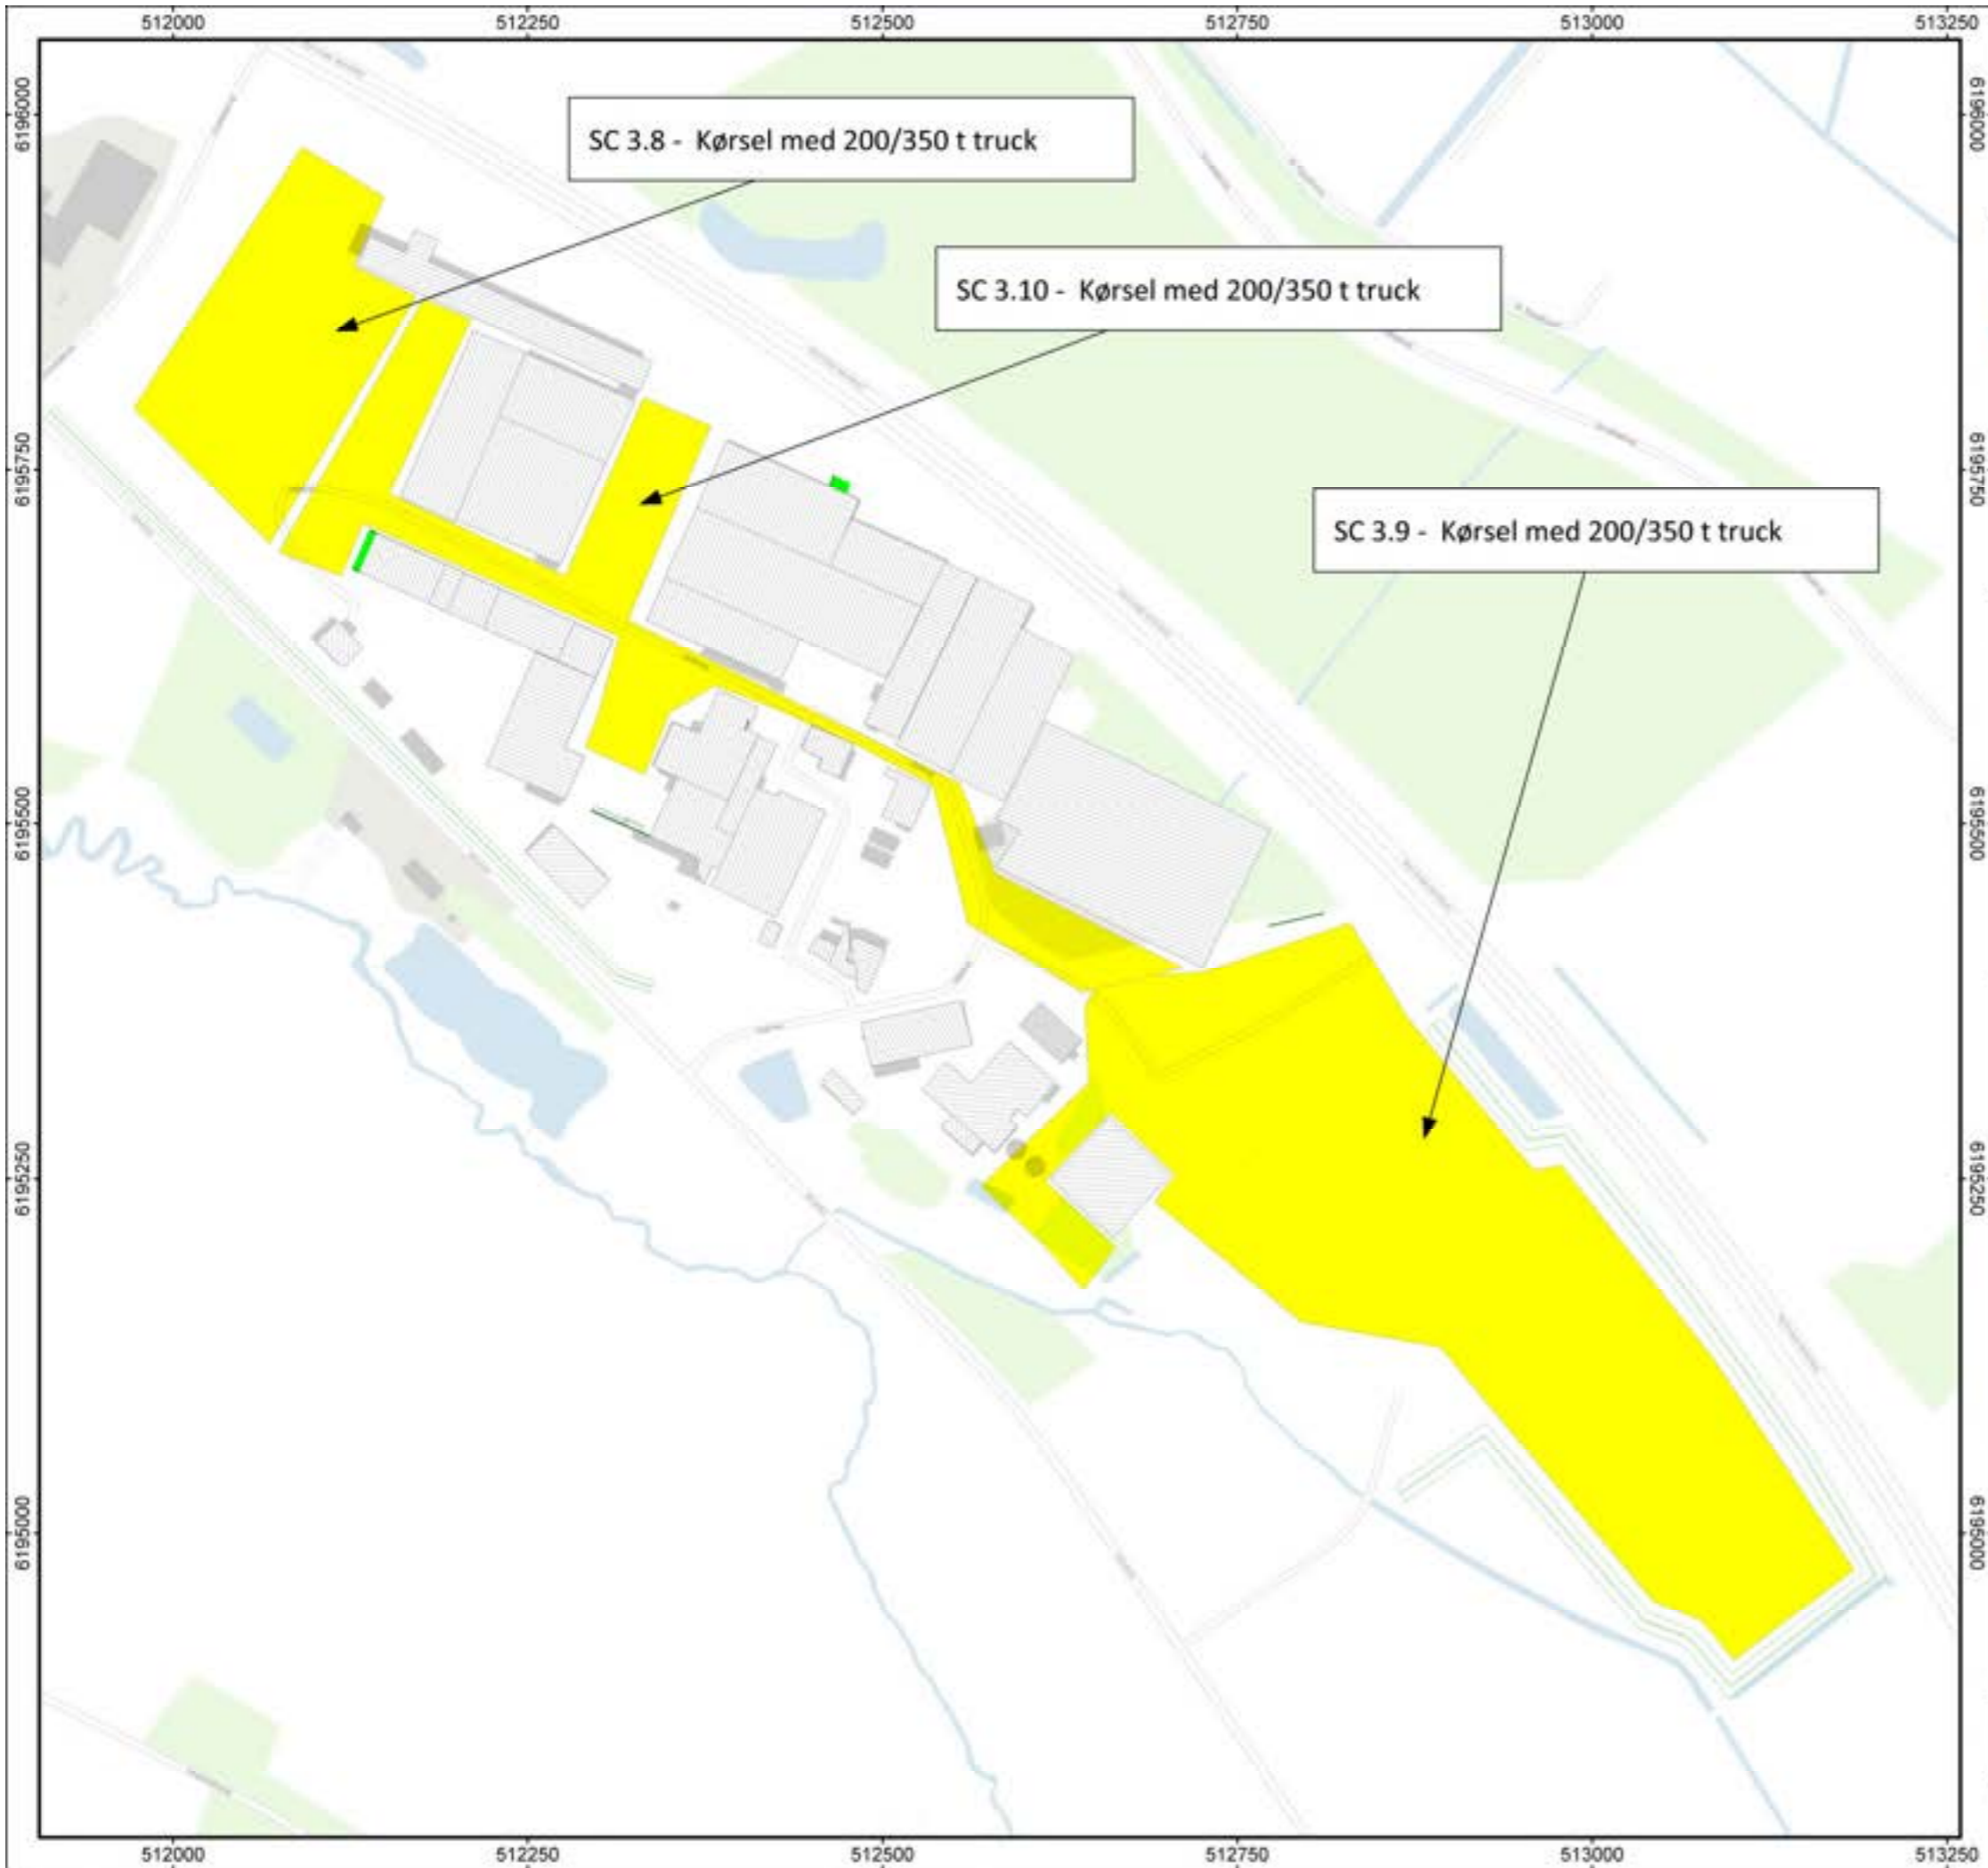 512000 512250 512500 512750 513000 513250
6196000 6196000
SC 3.8 - Kørsel med 200/350 t truck
SC 3.10 - Kørsel med 200/350 t truck
6195750 6195750
SC 3.9 - Kørsel med 200/350 t truck
6195500 6195500
6195250 6195250
6195000 6195000
512000 512250 512500 512750 513000 513250